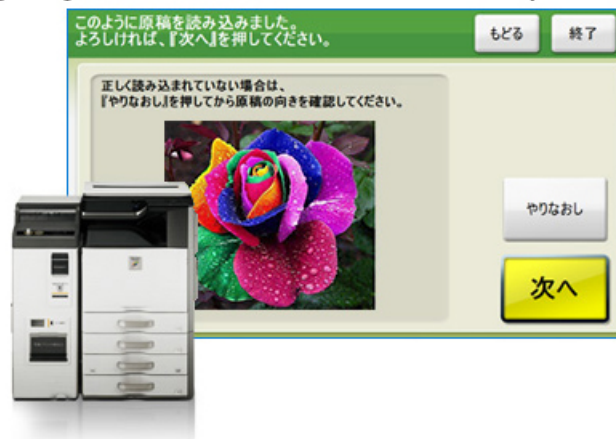 このように原稿を読み込みました。
よろしければ、『次へ』を押してください。
もどる
終了
正しく読み込まれていない場合は、
『やりなおし』を押してから原稿の向きを確認してください。
やりなおし
次へ